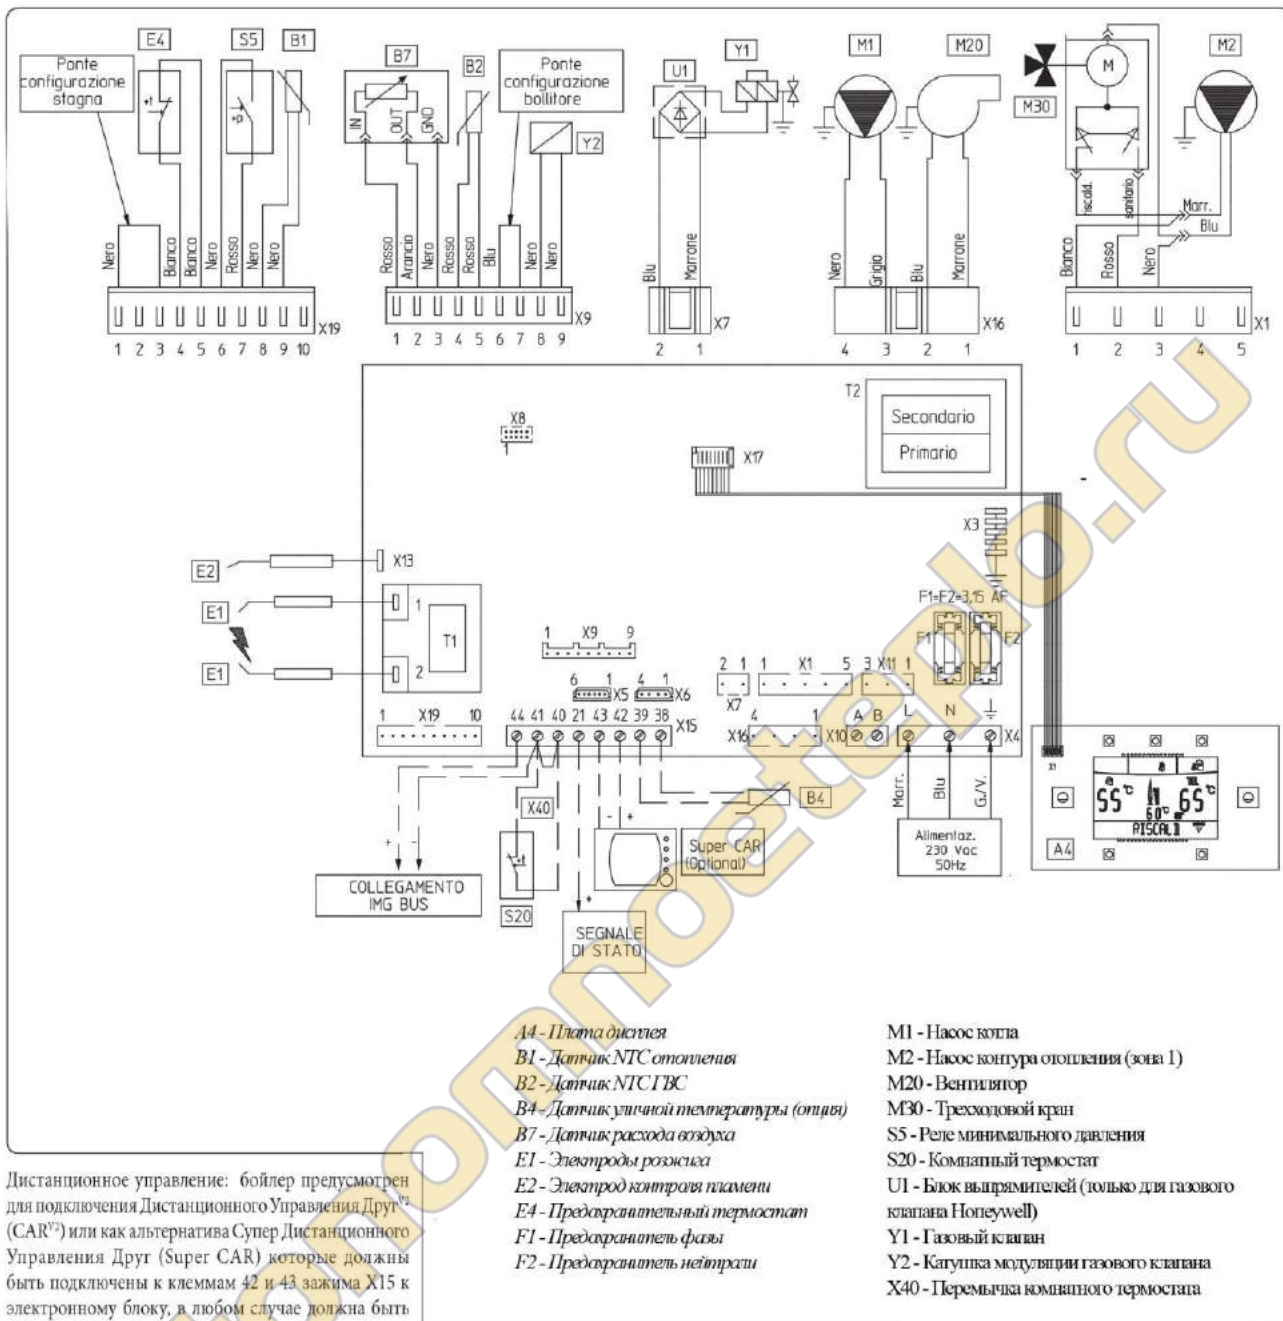 E4
S5
B1
B7
B2
Y1
U1
M1
M20
M2
M30
Y2
M
Ponte
configurazione
stagna
Ponte
configurazione
bollitore
+t
+p
IN
OUT
GND
riscald.
sanitario
Marr.
Blu
Nero
Bianco
Bianco
Nero
Rosso
Nero
Nero
Rosso
Arancio
Nero
Rosso
Rosso
Blu
Nero
Nero
Blu
Marrone
Nero
Grigio
Blu
Marrone
Bianco
Rosso
Nero
X19
X9
X7
X16
X1
1 2 3 4 5 6 7 8 9 10
1 2 3 4 5 6 7 8 9
2 1
4 3 2 1
1 2 3 4 5
T2
Secondario
Primario
X8
1
X17
X3
E2
X13
E1
1
T1
E1
2
F1=F2=3,15 AF
F1
F2
1 X9 9
6 1 X5
4 1 X6
2 1
X7
1 X1 5
3 X11 1
1 X19 10
44 41 40 21 43 42 39 38
X15
4 1
X16
X10
A B
L N
X4
X40
B4
- +
+ -
Super CAR
(Optional)
COLLEGAMENTO
IMG BUS
S20
+t
+
SEGNALE
DI STATO
Marr.
Blu
G./V.
Alimentaz.
230 Vac
50Hz
X1
55°C
60°C
65°C
RISCALD
A4
A4 - Плата дисплея
B1 - Датчик NTC отопления
B2 - Датчик NTC ГВС
B4 - Датчик уличной температуры (опция)
B7 - Датчик расхода воздуха
E1 - Электроды розжига
E2 - Электрод контроля пламени
E4 - Предохранительный термостат
F1 - Предохранитель фазы
F2 - Предохранитель нейтрали
M1 - Насос котла
M2 - Насос контура отопления (зона 1)
M20 - Вентилятор
M30 - Трехходовой кран
S5 - Реле минимального давления
S20 - Комнатный термостат
U1 - Блок выпрямителей (только для газового
клапана Honeywell)
Y1 - Газовый клапан
Y2 - Катушка модуляции газового клапана
X40 - Перемычка комнатного термостата
Дистанционное управление: бойлер предусмотрен
для подключения Дистанционного Управления Друг V2
(CAR V2) или как альтернатива Супер Дистанционного
Управления Друг (Super CAR) которые должны
быть подключены к клеммам 42 и 43 зажима X15 к
электронному блоку, в любом случае должна быть
onomnoeteplo.ru